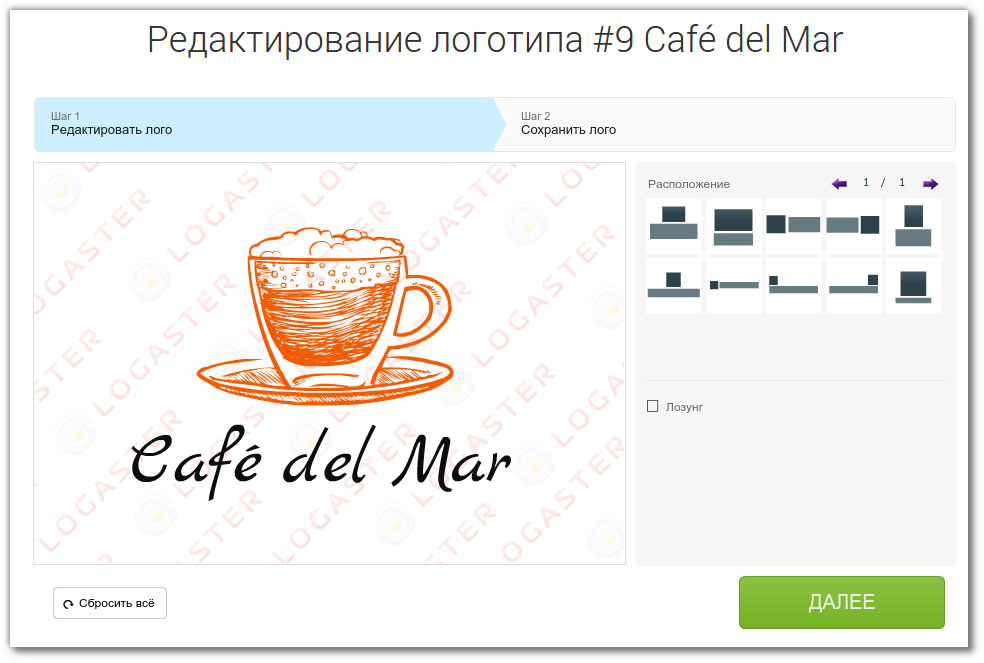 Редактирование логотипа #9 Café del Mar
Шаг 1
Редактировать лого
Шаг 2
Сохранить лого
LOGASTER
Café del Mar
Расположение
1 / 1
Лозунг
Сбросить всё
ДАЛЕЕ